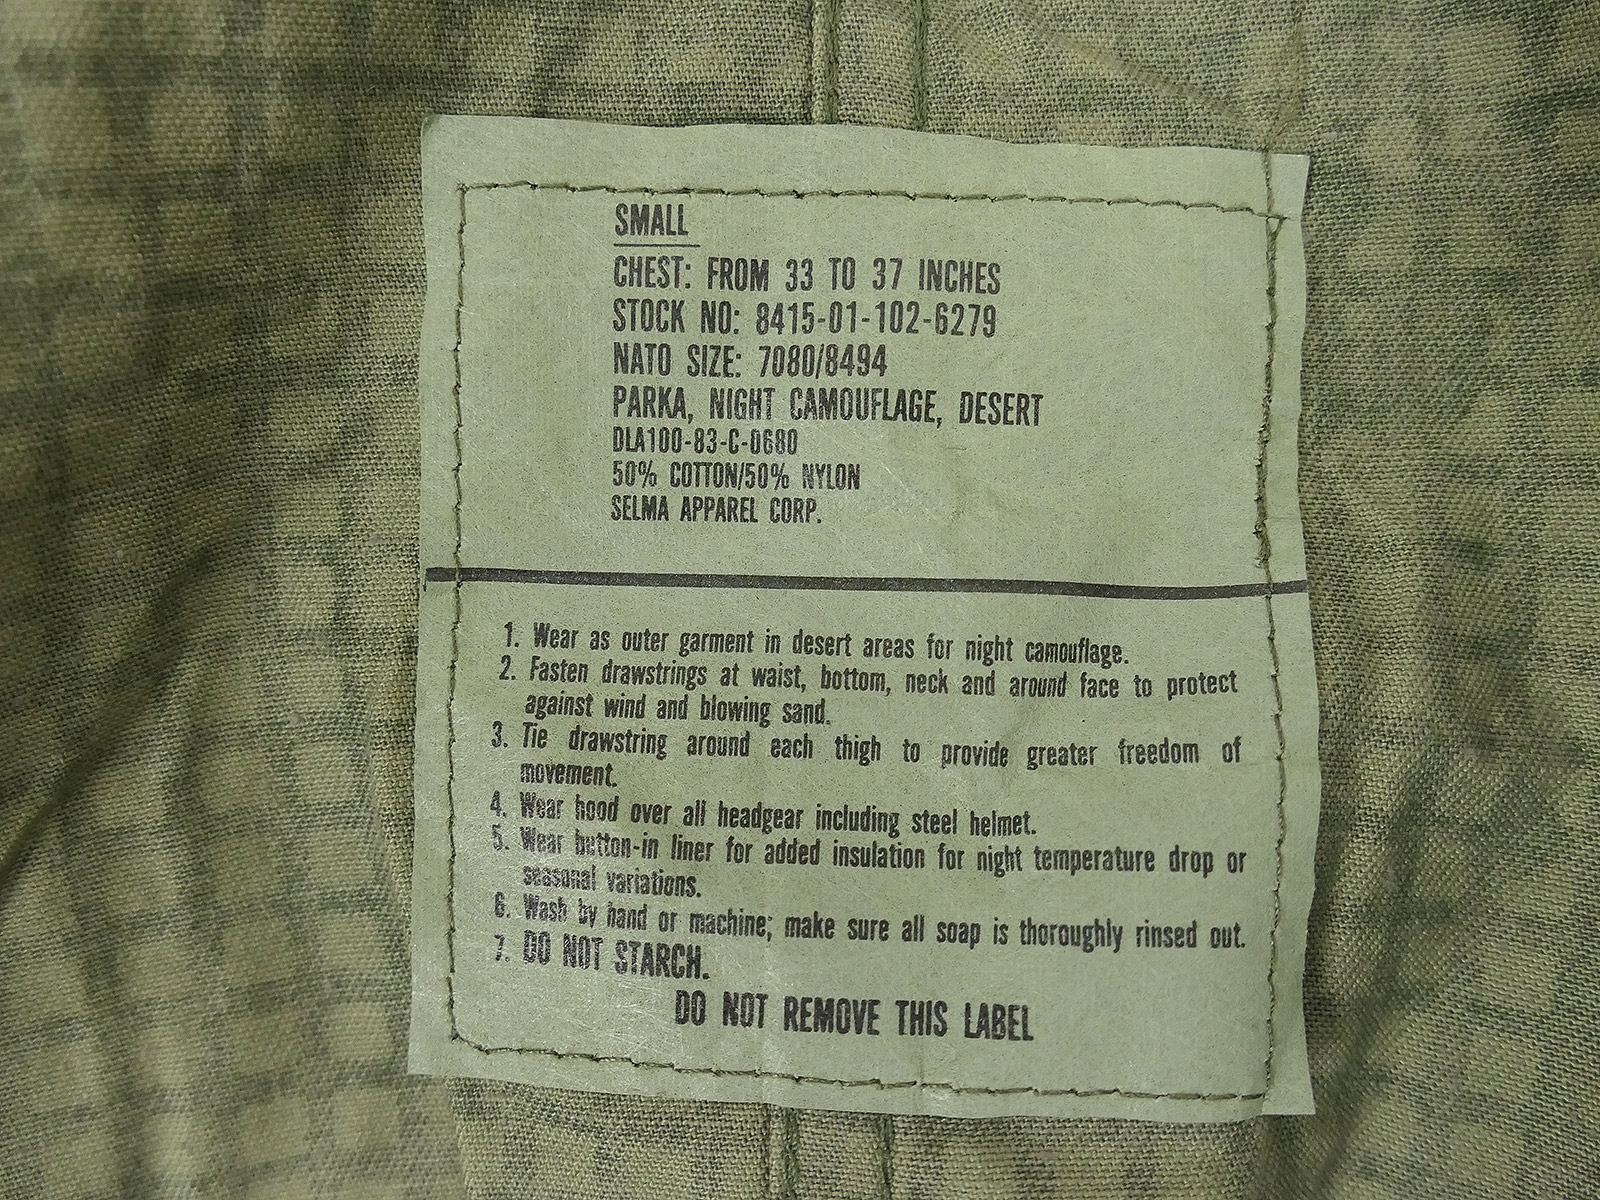 SMALL
CHEST: FROM 33 TO 37 INCHES
STOCK NO: 8415-01-102-6279
NATO SIZE: 7080/8494
PARKA, NIGHT CAMOUFLAGE, DESERT
DLA100-83-C-0680
50% COTTON/50% NYLON
SELMA APPAREL CORP.
1. Wear as outer garment in desert areas for night camouflage.
2. Fasten drawstrings at waist, bottom, neck and around face to protect
against wind and blowing sand.
3. Tie drawstring around each thigh to provide greater freedom of
movement.
4. Wear hood over all headgear including steel helmet.
5. Wear button-in liner for added insulation for night temperature drop or
seasonal variations.
6. Wash by hand or machine; make sure all soap is thoroughly rinsed out.
7. DO NOT STARCH.
DO NOT REMOVE THIS LABEL